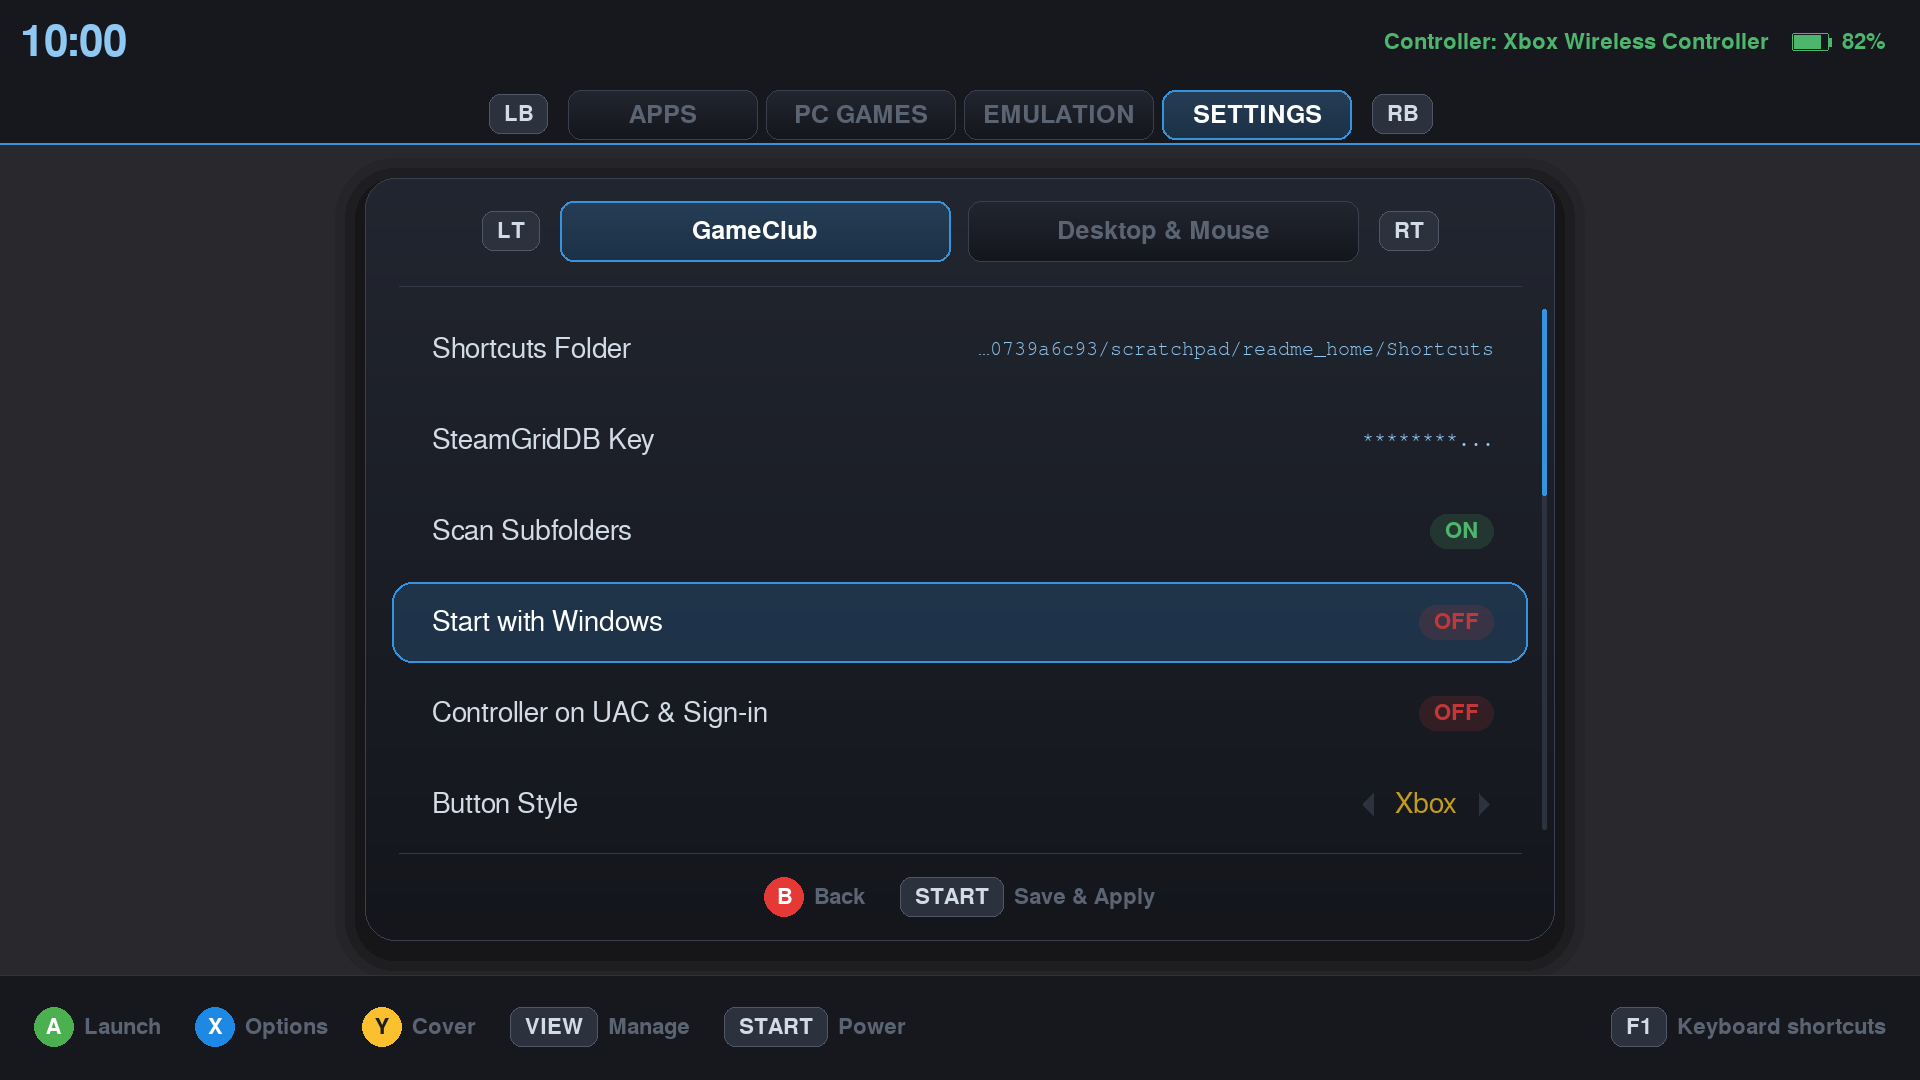 10:00
Controller: Xbox Wireless Controller 82%
LB APPS PC GAMES EMULATION SETTINGS RB
LT GameClub Desktop & Mouse RT
Shortcuts Folder …0739a6c93/scratchpad/readme_home/Shortcuts
SteamGridDB Key ********...
Scan Subfolders ON
Start with Windows OFF
Controller on UAC & Sign-in OFF
Button Style Xbox
B Back START Save & Apply
A Launch X Options Y Cover VIEW Manage START Power F1 Keyboard shortcuts